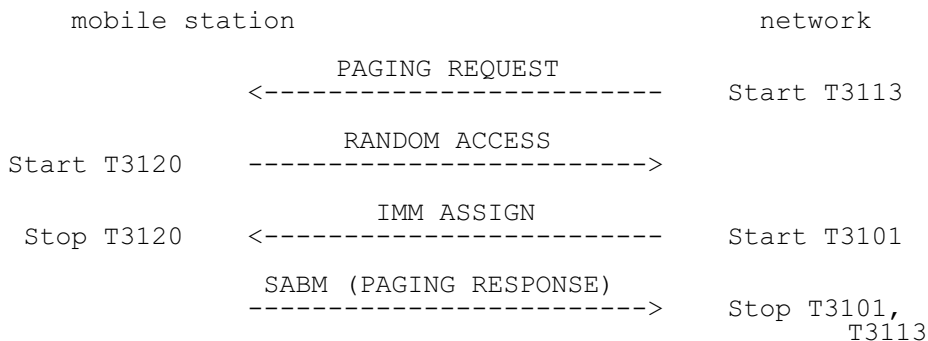 mobile station network
PAGING REQUEST
<------------------------- Start T3113
RANDOM ACCESS
Start T3120 ------------------------->
IMM ASSIGN
Stop T3120 <------------------------- Start T3101
SABM (PAGING RESPONSE)
-------------------------> Stop T3101,
T3113